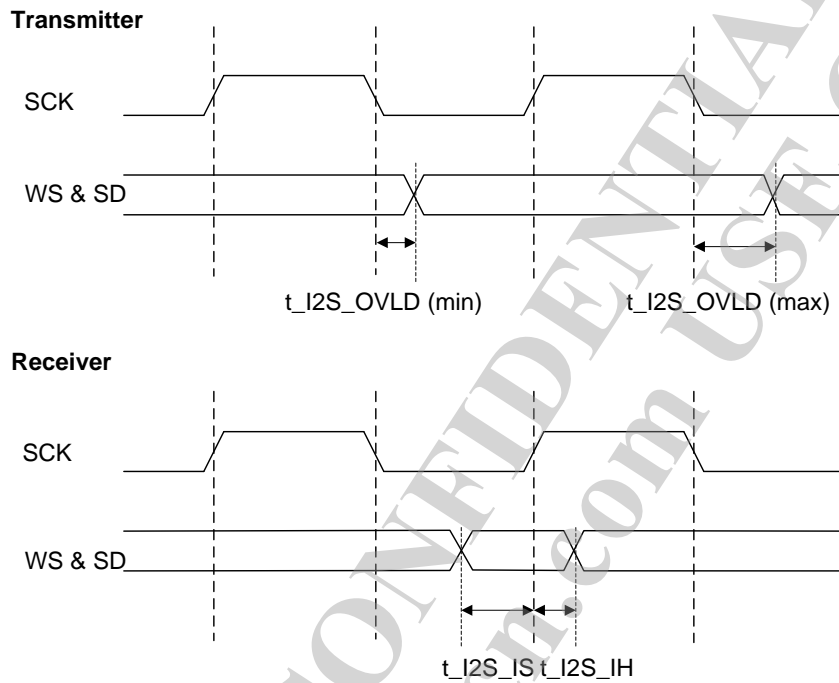 Transmitter
SCK
WS & SD
t_I2S_OVLD (min) t_I2S_OVLD (max)
Receiver
SCK
WS & SD
t_I2S_IS t_I2S_IH